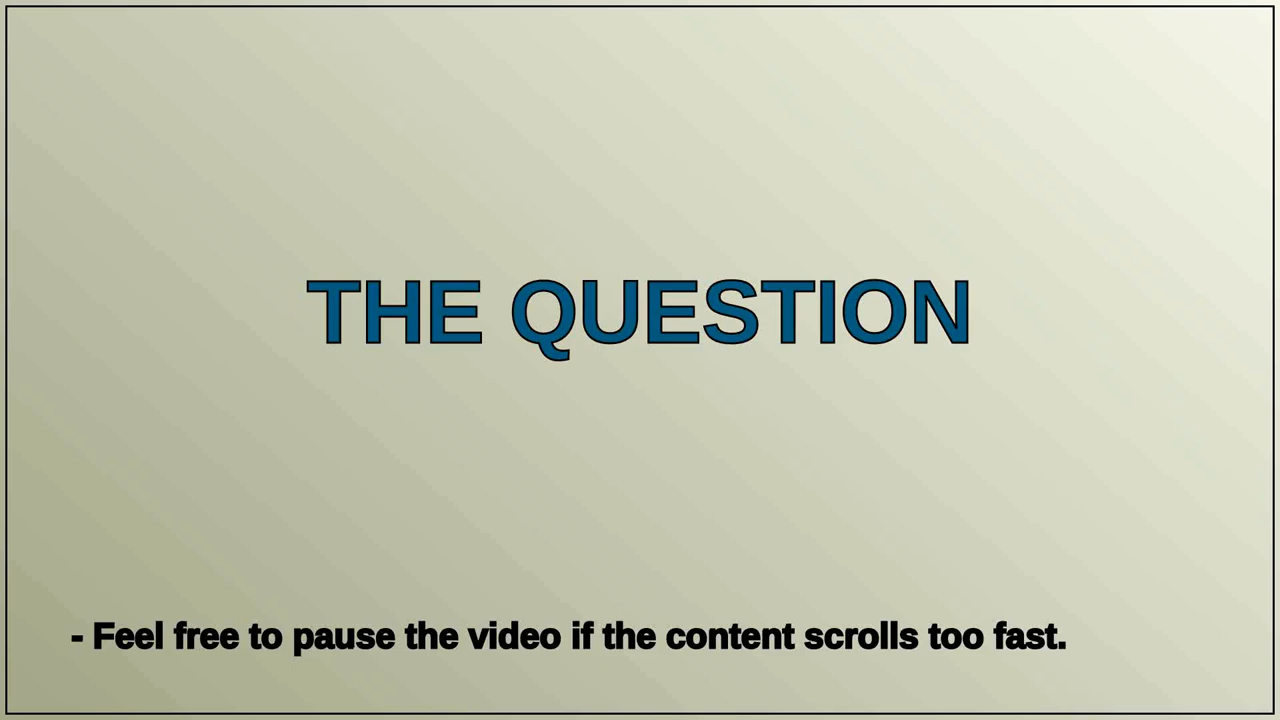 THE QUESTION
- Feel free to pause the video if the content scrolls too fast.